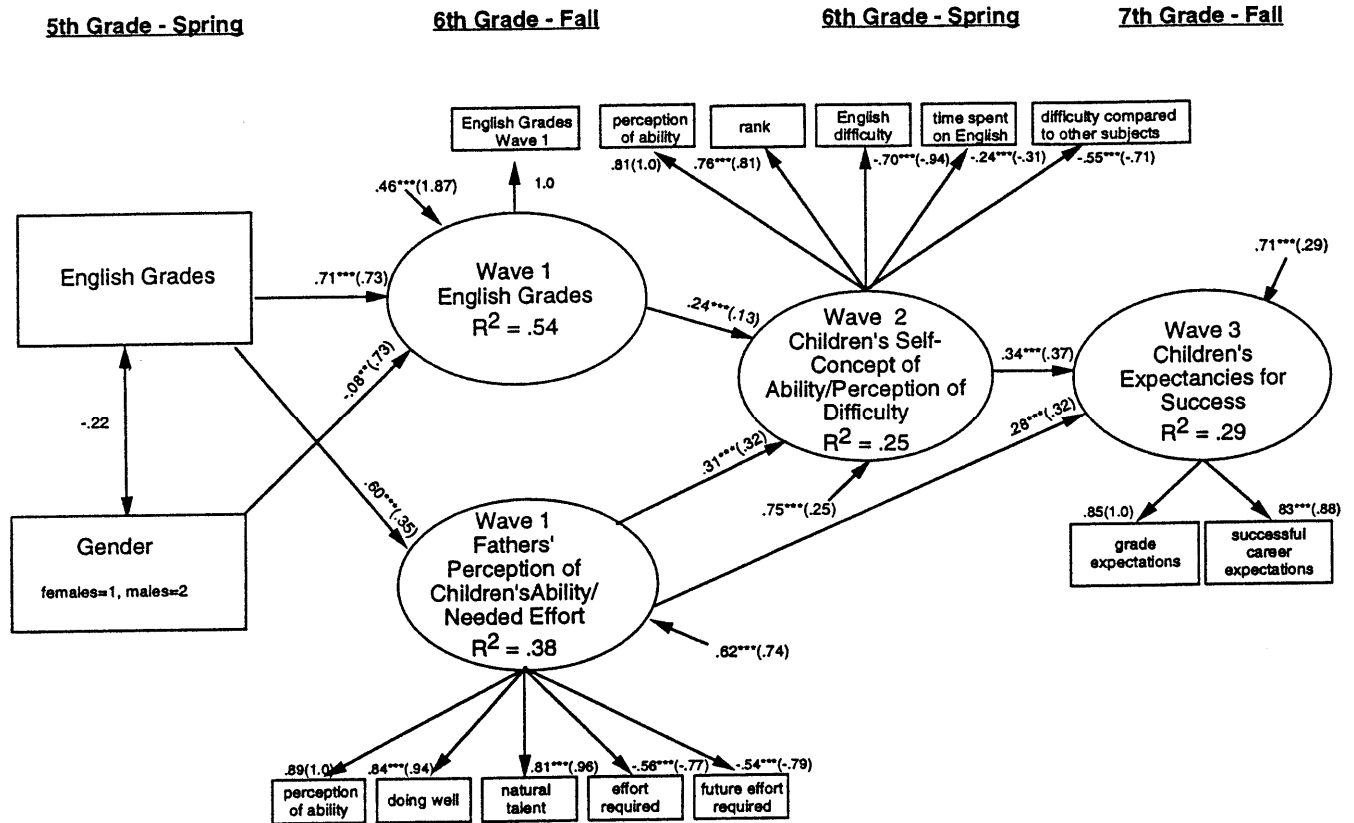 5th Grade - Spring
6th Grade - Fall
6th Grade - Spring
7th Grade - Fall
English Grades
Wave 1
perception
of ability
rank
English
difficulty
time spent
on English
difficulty compared
to other subjects
.81(1.0)
.76***(.81)
-.70***(-.94)
-.24***(-.31)
-.55***(-.71)
.46***(1.87)
1.0
English Grades
.71***(.73)
Wave 1
English Grades
R2 = .54
.24***(.13)
Wave 2
Children's Self-
Concept of
Ability/Perception of
Difficulty
R2 = .25
.34***(.37)
.71***(.29)
Wave 3
Children's
Expectancies for
Success
R2 = .29
-.22
-.08**(.73)
.60***(.35)
.31***(.32)
.28***(.32)
.75***(.25)
Gender
females=1, males=2
Wave 1
Fathers'
Perception of
Children'sAbility/
Needed Effort
R2 = .38
.62***(.74)
.85(1.0)
83***(.88)
grade
expectations
successful
career
expectations
.89(1.0)
.84***(.94)
.81***(.96)
-.56***(-.77)
-.54***(-.79)
perception
of ability
doing well
natural
talent
effort
required
future effort
required